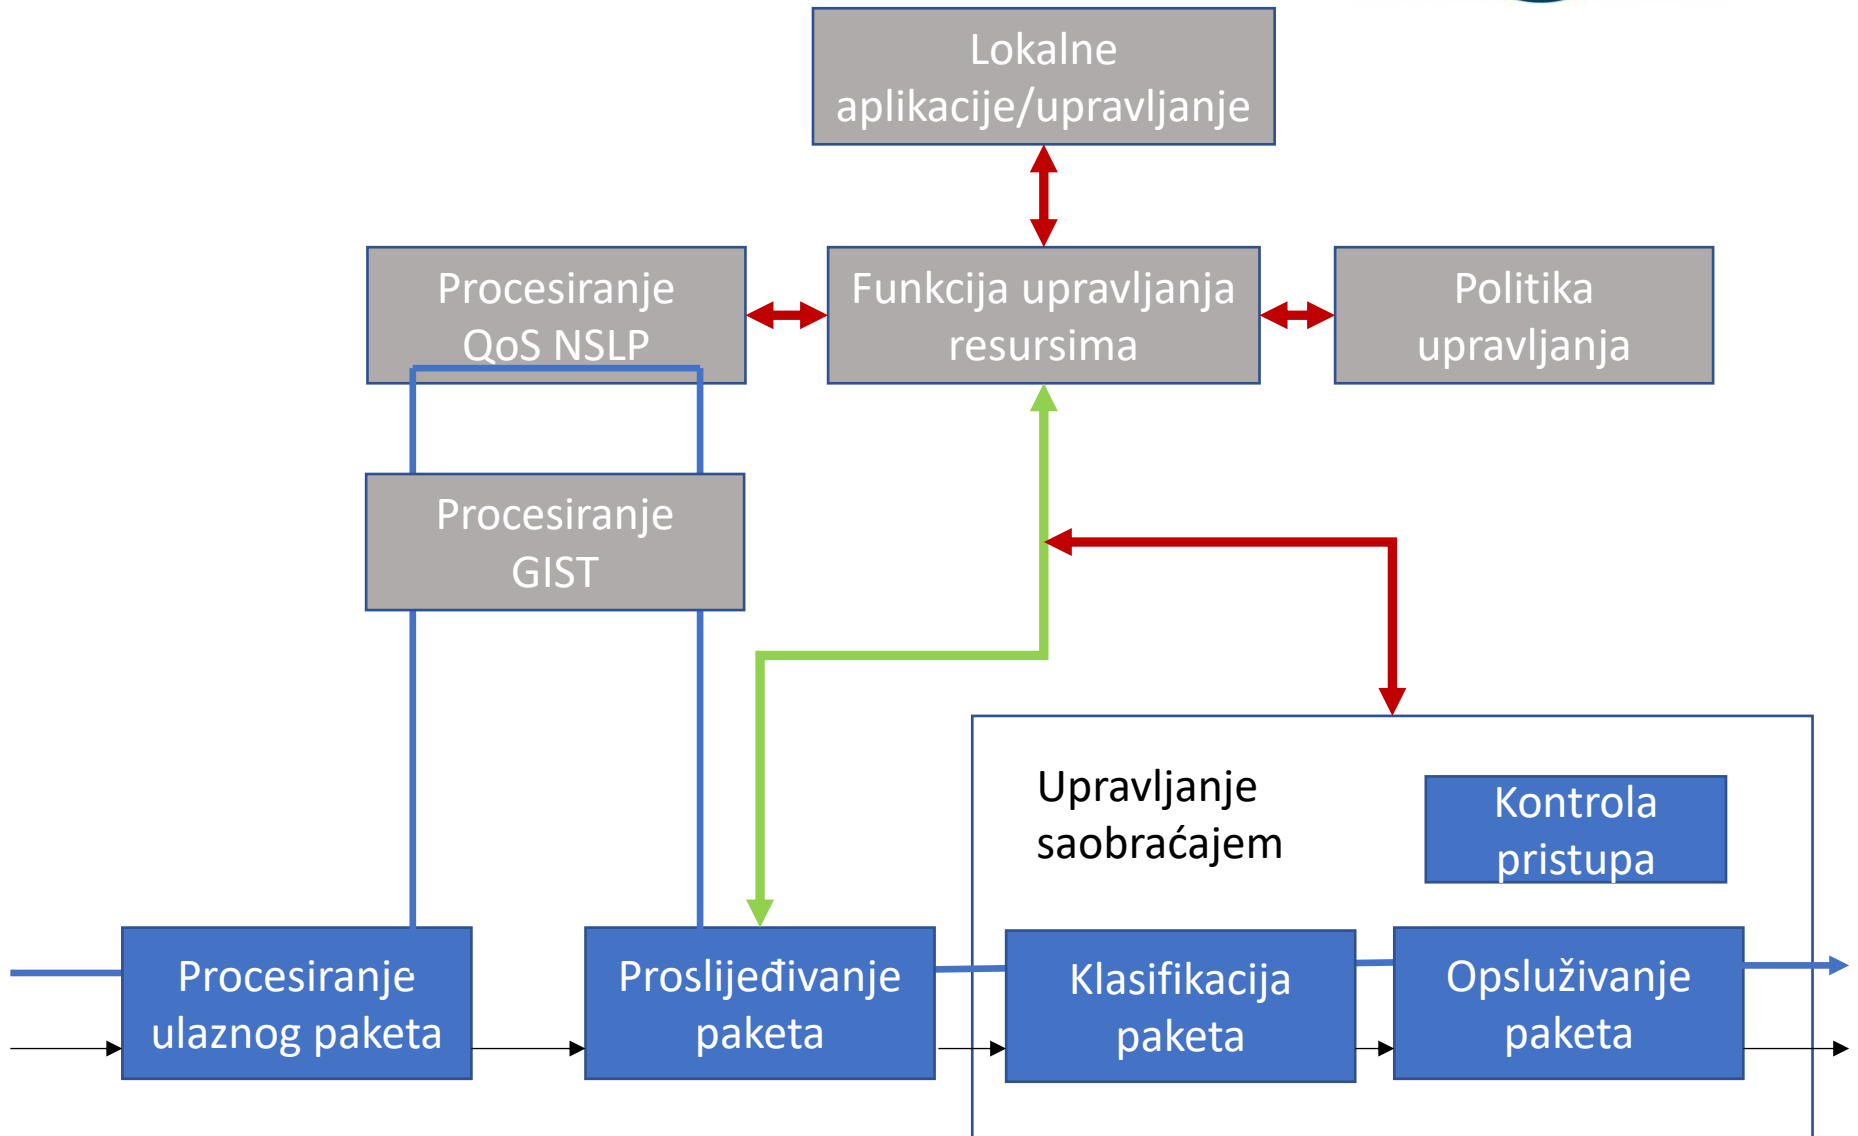 Lokalne
aplikacije/upravljanje
Procesiranje
QoS NSLP
Funkcija upravljanja
resursima
Politika
upravljanja
Procesiranje
GIST
Upravljanje
saobraćajem
Kontrola
pristupa
Procesiranje
ulaznog paketa
Proslijeđivanje
paketa
Klasifikacija
paketa
Opsluživanje
paketa